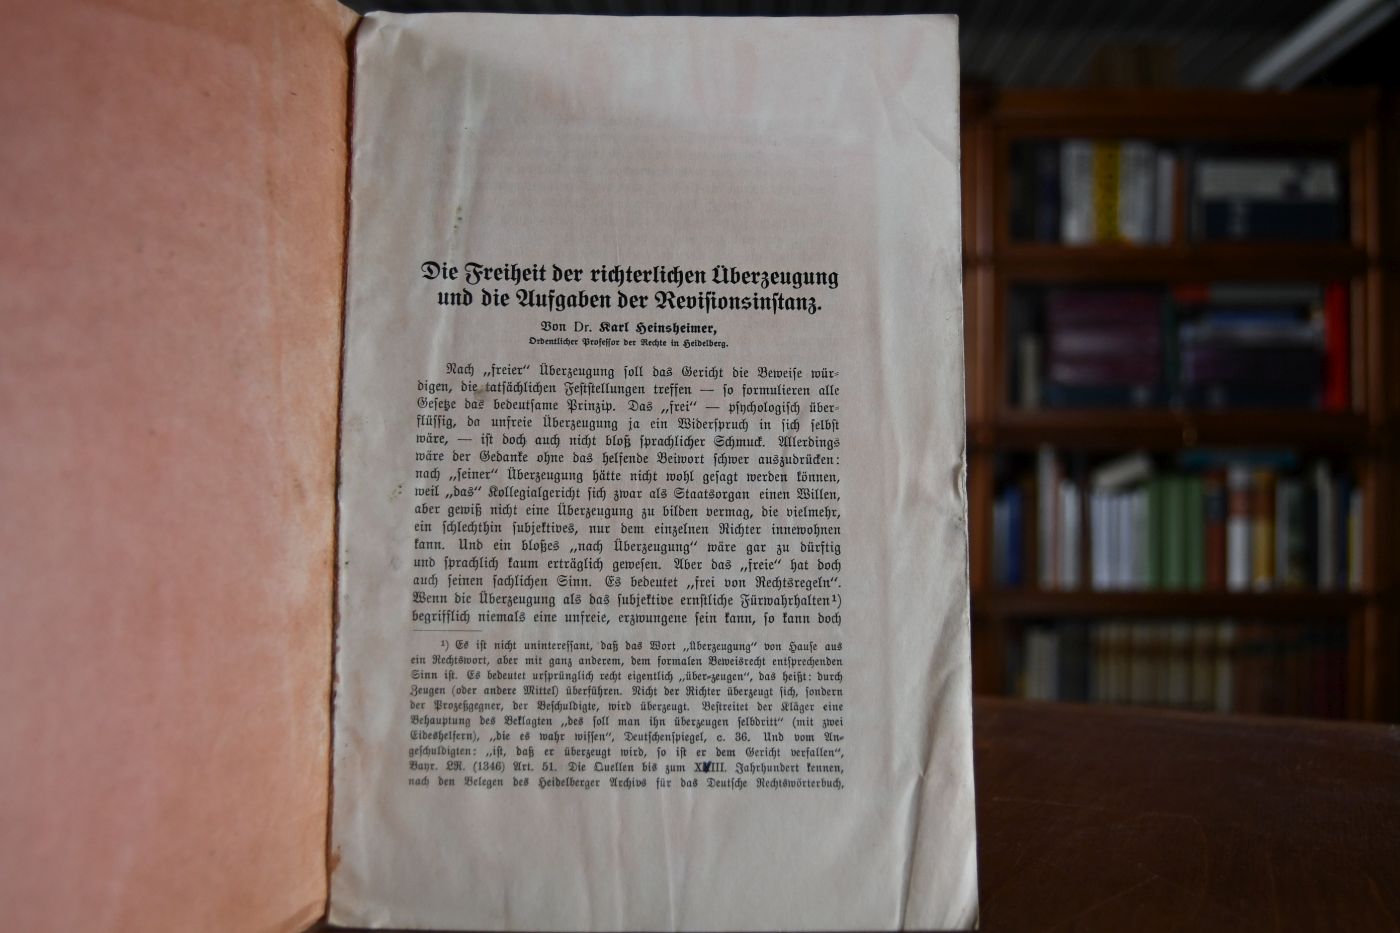 Die Freiheit der richterlichen Überzeugung
und die Aufgaben der Revisionsinstanz.
Von Dr. Karl Heinsheimer,
Ordentlicher Professor der Rechte in Heidelberg.
Nach „freier“ Überzeugung soll das Gericht die Beweise wür-
digen, die tatsächlichen Feststellungen treffen — so formulieren alle
Gesetze das bedeutsame Prinzip. Das „frei“ — psychologisch über-
flüssig, da unfreie Überzeugung ja ein Widerspruch in sich selbst
wäre, — ist doch auch nicht bloß sprachlicher Schmuck. Allerdings
wäre der Gedanke ohne das helfende Beiwort schwer auszudrücken:
nach „seiner“ Überzeugung hätte nicht wohl gesagt werden können,
weil „das“ Kollegialgericht sich zwar als Staatsorgan einen Willen,
aber gewiß nicht eine Überzeugung zu bilden vermag, die vielmehr,
ein schlechthin subjektives, nur dem einzelnen Richter innewohnen
kann. Und ein bloßes „nach Überzeugung“ wäre gar zu dürftig
und sprachlich kaum erträglich gewesen. Aber das „freie“ hat doch
auch seinen sachlichen Sinn. Es bedeutet „frei von Rechtsregeln“.
Wenn die Überzeugung als das subjektive ernstliche Fürwahrhalten¹)
begrifflich niemals eine unfreie, erzwungene sein kann, so kann doch
¹) Es ist nicht uninteressant, daß das Wort „überzeugung“ von Hause aus
ein Rechtswort, aber mit ganz anderem, dem formalen Beweisrecht entsprechenden
Sinn ist. Es bedeutet ursprünglich recht eigentlich „über-zeugen“, das heißt: durch
Zeugen (oder andere Mittel) überführen. Nicht der Richter überzeugt sich, sondern
der Prozeßgegner, der Beschuldigte, wird überzeugt. Bestreitet der Kläger eine
Behauptung des Beklagten „des soll man ihn überzeugen selbdritt“ (mit zwei
Eideshelfern), „die es wahr wissen“, Deutschenspiegel, c. 36. Und vom An-
geschuldigten: „ist, daß er überzeugt wird, so ist er dem Gericht verfallen“,
Bayr. LR. (1346) Art. 51. Die Quellen bis zum XVIII. Jahrhundert kennen,
nach den Belegen des Heidelberger Archivs für das Deutsche Rechtswörterbuch,